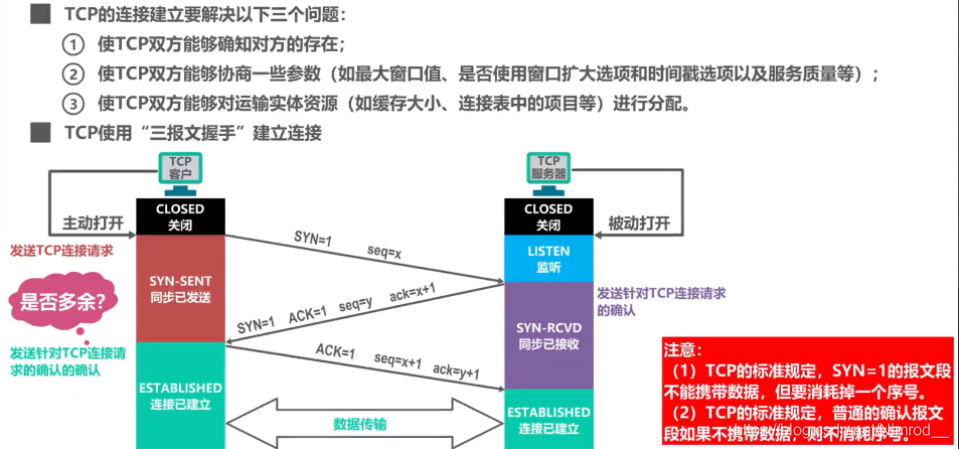 TCP的连接建立要解决以下三个问题：
① 使TCP双方能够确知对方的存在；
② 使TCP双方能够协商一些参数（如最大窗口值、是否使用窗口扩大选项和时间戳选项以及服务质量等）；
③ 使TCP双方能够对运输实体资源（如缓存大小、连接表中的项目等）进行分配。
TCP使用“三报文握手”建立连接
TCP
客户
TCP
服务器
主动打开
CLOSED
关闭
CLOSED
关闭
被动打开
发送TCP连接请求
SYN=1 seq=x
LISTEN
监听
SYN-SENT
同步已发送
是否多余?
SYN=1 ACK=1 seq=y ack=x+1
发送针对TCP连接请求
的确认
SYN-RCVD
同步已接收
发送针对TCP连接请
求的确认的确认
ACK=1 seq=x+1 ack=y+1
ESTABLISHED
连接已建立
数据传输
ESTABLISHED
连接已建立
注意：
（1）TCP的标准规定，SYN=1的报文段
不能携带数据，但要消耗掉一个序号。
（2）TCP的标准规定，普通的确认报文
段如果不携带数据，则不消耗序号。